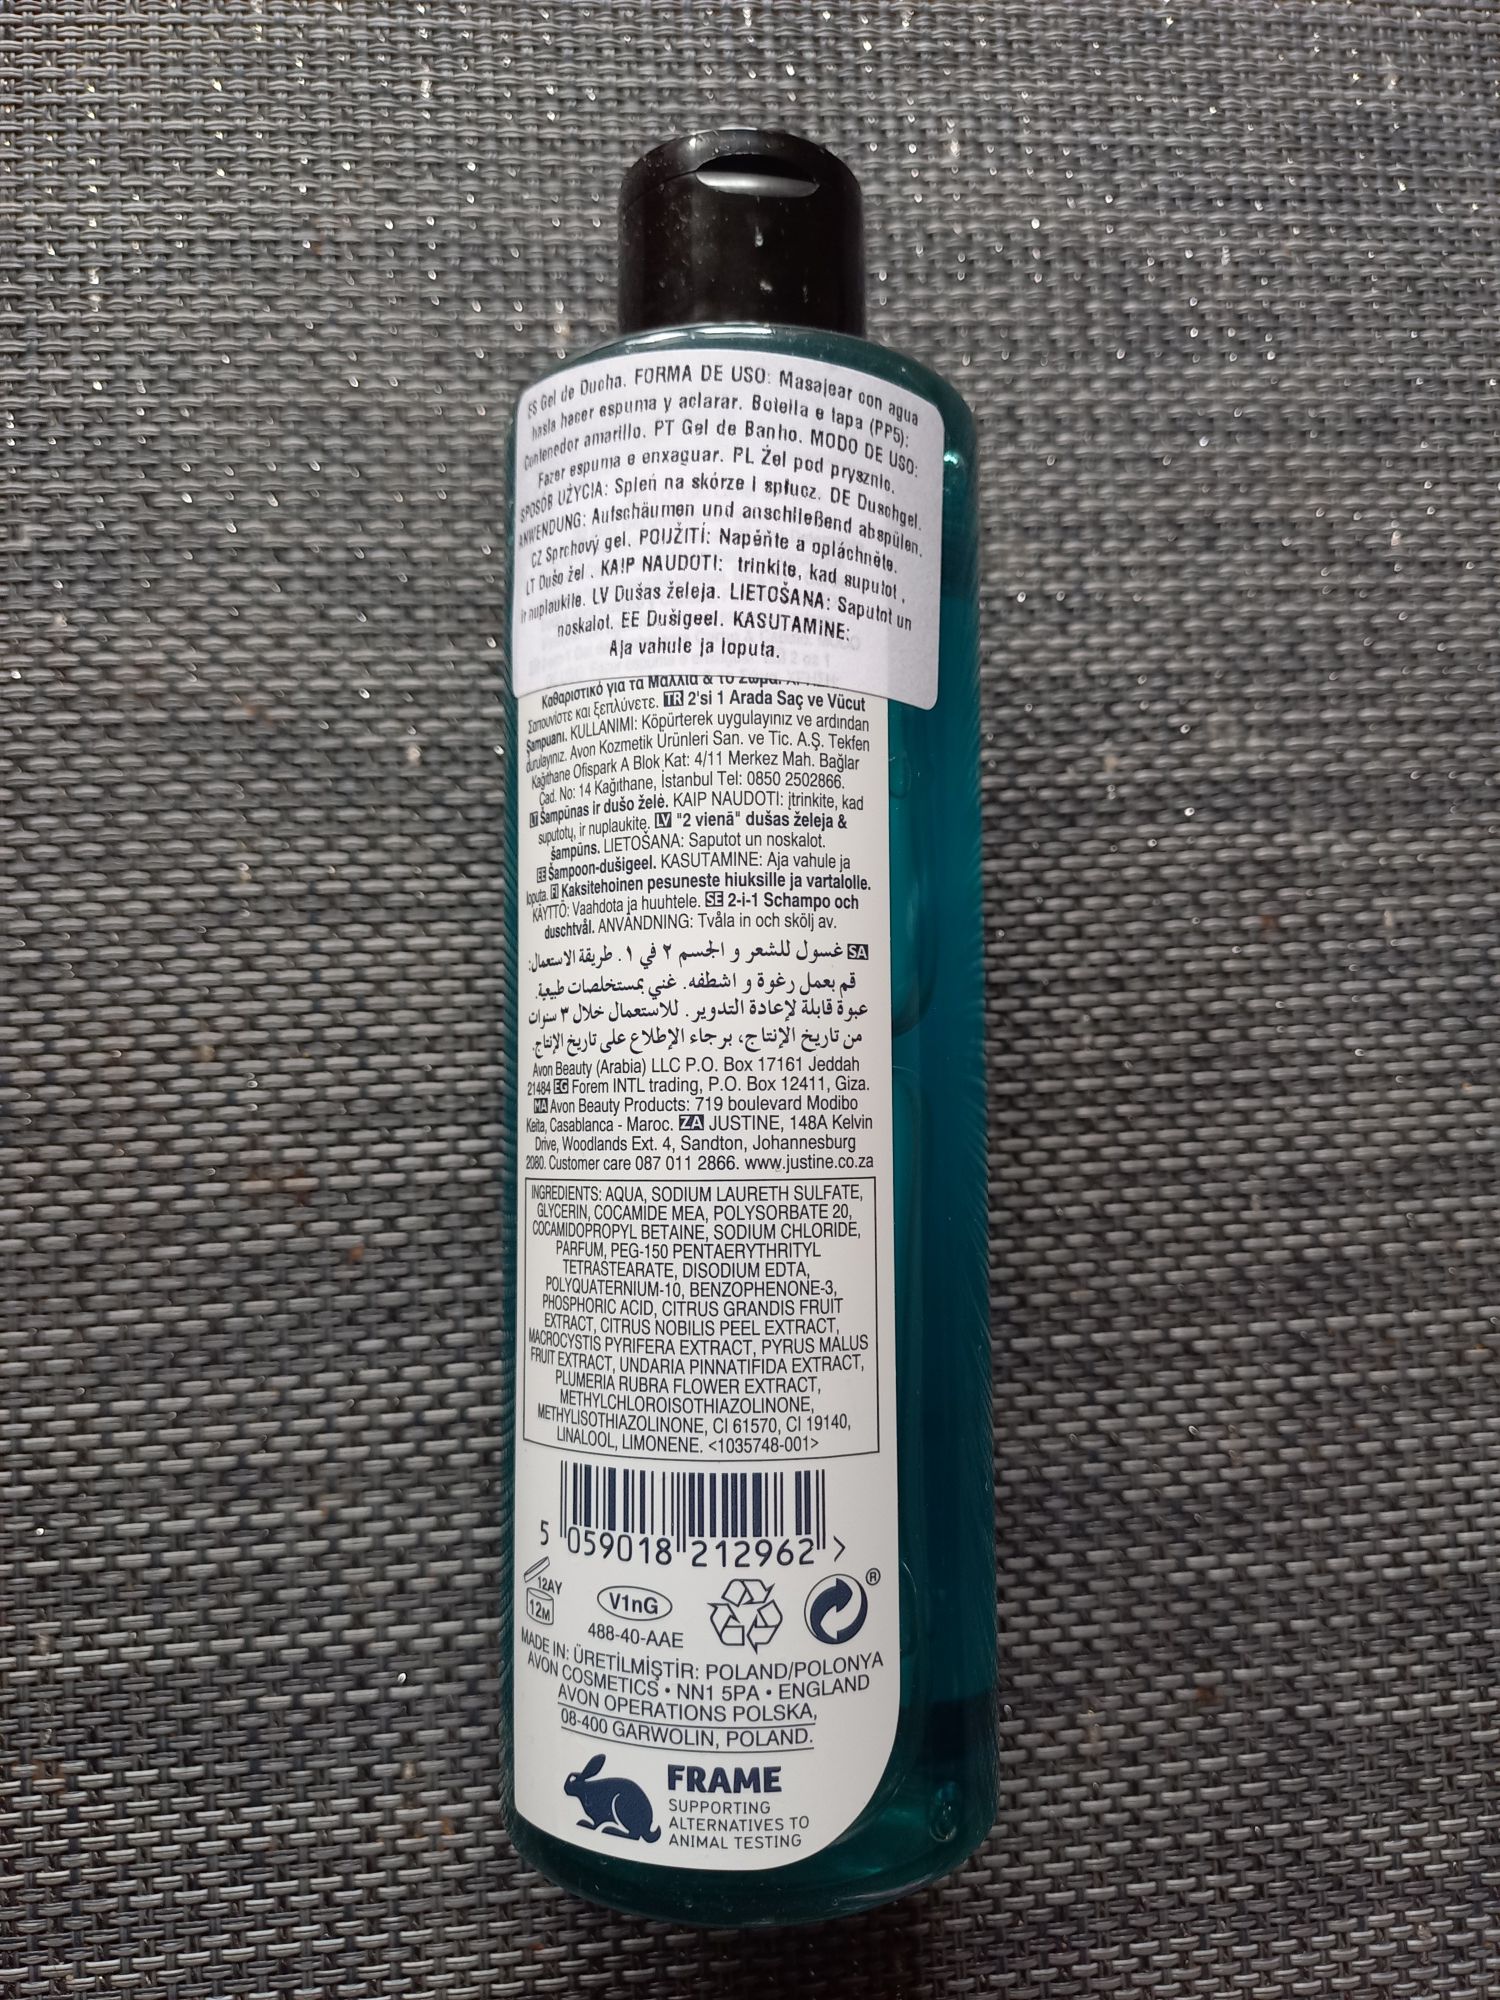 ES Gel de Ducha. FORMA DE USO: Masajear con agua
hasta hacer espuma y aclarar. Botella e tapa (PP5):
Contenedor amarillo. PT Gel de Banho. MODO DE USO:
Fazer espuma e enxaguar. PL Żel pod prysznic.
SPOSÓB UŻYCIA: Spień na skórze i spłucz. DE Duschgel.
ANWENDUNG: Aufschäumen und anschließend abspülen.
CZ Sprchový gel. POUŽITÍ: Napěňte a opláchněte.
LT Dušo žel . KAIP NAUDOTI: įtrinkite, kad suputot ,
ir nuplaukite. LV Dušas želeja. LIETOŠANA: Saputot un
noskalot. EE Dušigeel. KASUTAMINE:
Aja vahule ja loputa.
Καθαριστικό για τα Μαλλιά & το Σώμα.
Σαπουνίστε και ξεπλύνετε. TR 2'si 1 Arada Saç ve Vücut
Şampuanı. KULLANIMI: Köpürterek uygulayınız ve ardından
durulayınız. Avon Kozmetik Ürünleri San. ve Tic. A.Ş. Tekfen
Kağıthane Ofispark A Blok Kat: 4/11 Merkez Mah. Bağlar
Cad. No: 14 Kağıthane, İstanbul Tel: 0850 2502866.
LT Šampūnas ir dušo želė. KAIP NAUDOTI: įtrinkite, kad
suputotų, ir nuplaukite. LV "2 vienā" dušas želeja &
šampūns. LIETOŠANA: Saputot un noskalot.
EE Šampoon-dušigeel. KASUTAMINE: Aja vahule ja
loputa. FI Kaksitehoinen pesuneste hiuksille ja vartalolle.
KÄYTTÖ: Vaahdota ja huuhtele. SE 2-i-1 Schampo och
duschtvål. ANVÄNDNING: Tvåla in och skölj av.
SA غسول للشعر و الجسم ٢ في ١. طريقة الاستعمال:
قم بعمل رغوة و اشطفه. غني بمستخلصات طبيعية.
عبوة قابلة لإعادة التدوير. للاستعمال خلال ٣ سنوات
من تاريخ الإنتاج، برجاء الإطلاع على تاريخ الإنتاج.
Avon Beauty (Arabia) LLC P.O. Box 17161 Jeddah
21484 EG Forem INTL trading, P.O. Box 12411, Giza.
MA Avon Beauty Products: 719 boulevard Modibo
Keita, Casablanca - Maroc. ZA JUSTINE, 148A Kelvin
Drive, Woodlands Ext. 4, Sandton, Johannesburg
2080. Customer care 087 011 2866. www.justine.co.za
INGREDIENTS: AQUA, SODIUM LAURETH SULFATE,
GLYCERIN, COCAMIDE MEA, POLYSORBATE 20,
COCAMIDOPROPYL BETAINE, SODIUM CHLORIDE,
PARFUM, PEG-150 PENTAERYTHRITYL
TETRASTEARATE, DISODIUM EDTA,
POLYQUATERNIUM-10, BENZOPHENONE-3,
PHOSPHORIC ACID, CITRUS GRANDIS FRUIT
EXTRACT, CITRUS NOBILIS PEEL EXTRACT,
MACROCYSTIS PYRIFERA EXTRACT, PYRUS MALUS
FRUIT EXTRACT, UNDARIA PINNATIFIDA EXTRACT,
PLUMERIA RUBRA FLOWER EXTRACT,
METHYLCHLOROISOTHIAZOLINONE,
METHYLISOTHIAZOLINONE, CI 61570, CI 19140,
LINALOOL, LIMONENE. <1035748-001>
5 059018 212962 >
12AY
12M
V1nG
488-40-AAE
®
MADE IN: ÜRETİLMİŞTİR: POLAND/POLONYA
AVON COSMETICS • NN1 5PA • ENGLAND
AVON OPERATIONS POLSKA,
08-400 GARWOLIN, POLAND.
FRAME
SUPPORTING
ALTERNATIVES TO
ANIMAL TESTING